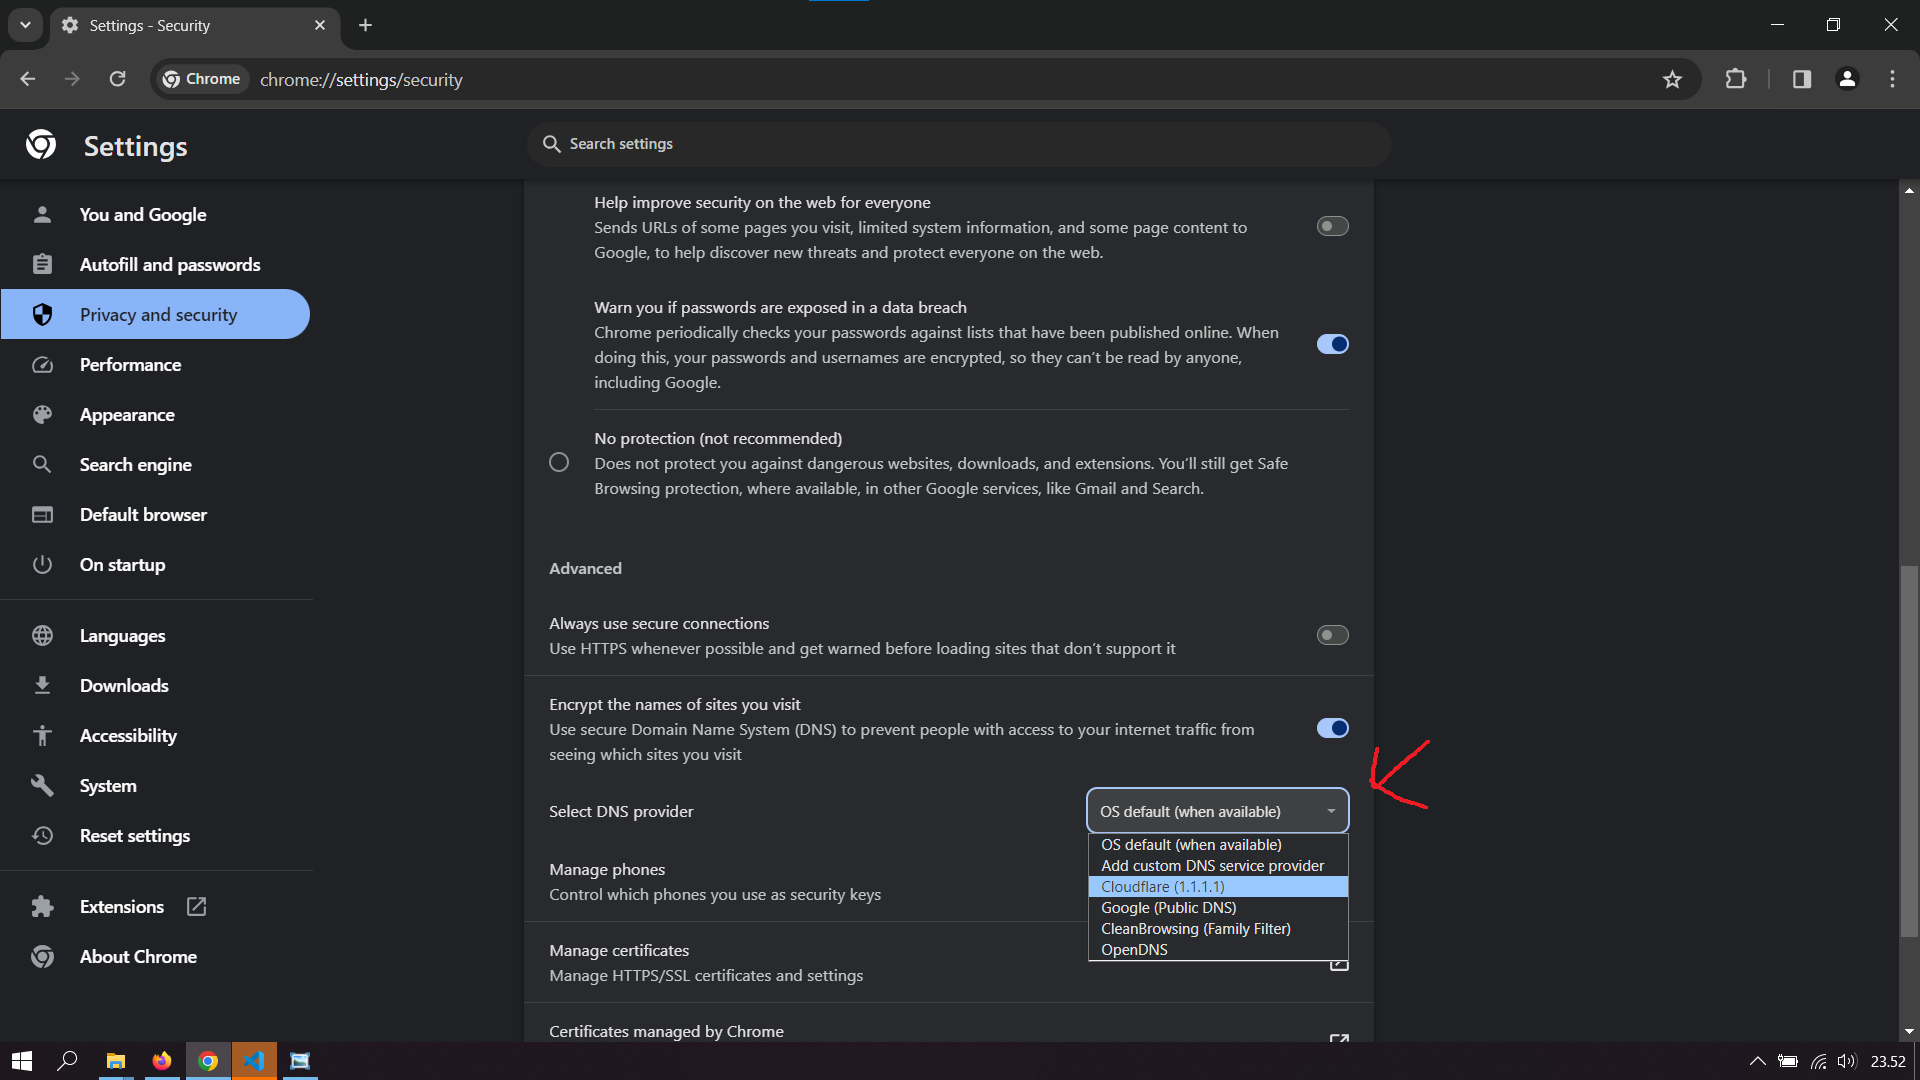 Settings - Security
Chrome
chrome://settings/security
Settings
Search settings
You and Google
Autofill and passwords
Privacy and security
Performance
Appearance
Search engine
Default browser
On startup
Languages
Downloads
Accessibility
System
Reset settings
Extensions
About Chrome
Help improve security on the web for everyone
Sends URLs of some pages you visit, limited system information, and some page content to
Google, to help discover new threats and protect everyone on the web.
Warn you if passwords are exposed in a data breach
Chrome periodically checks your passwords against lists that have been published online. When
doing this, your passwords and usernames are encrypted, so they can't be read by anyone,
including Google.
No protection (not recommended)
Does not protect you against dangerous websites, downloads, and extensions. You'll still get Safe
Browsing protection, where available, in other Google services, like Gmail and Search.
Advanced
Always use secure connections
Use HTTPS whenever possible and get warned before loading sites that don't support it
Encrypt the names of sites you visit
Use secure Domain Name System (DNS) to prevent people with access to your internet traffic from
seeing which sites you visit
Select DNS provider
OS default (when available)
OS default (when available)
Add custom DNS service provider
Cloudflare (1.1.1.1)
Google (Public DNS)
CleanBrowsing (Family Filter)
OpenDNS
Manage phones
Control which phones you use as security keys
Manage certificates
Manage HTTPS/SSL certificates and settings
Certificates managed by Chrome
23.52